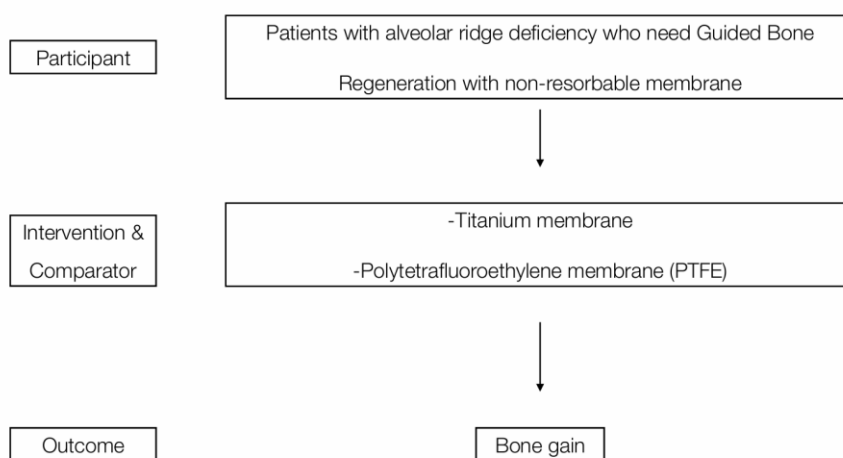 Participant
Patients with alveolar ridge deficiency who need Guided Bone
Regeneration with non-resorbable membrane
Intervention &
Comparator
-Titanium membrane
-Polytetrafluoroethylene membrane (PTFE)
Outcome
Bone gain